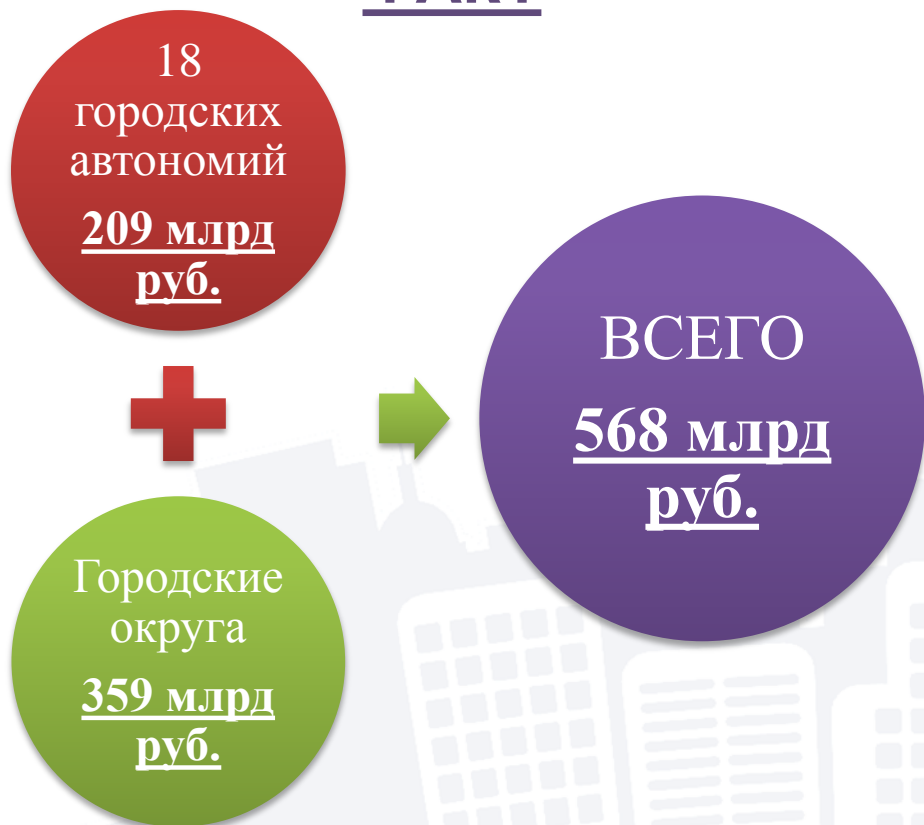 18
городских
автономий
209 млрд
руб.
Городские
округа
359 млрд
руб.
ВСЕГО
568 млрд
руб.